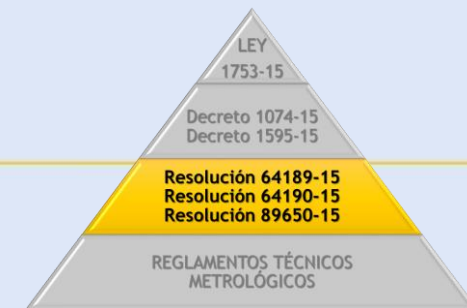 LEY
1753-15
Decreto 1074-15
Decreto 1595-15
Resolución 64189-15
Resolución 64190-15
Resolución 89650-15
REGLAMENTOS TÉCNICOS
METROLÓGICOS